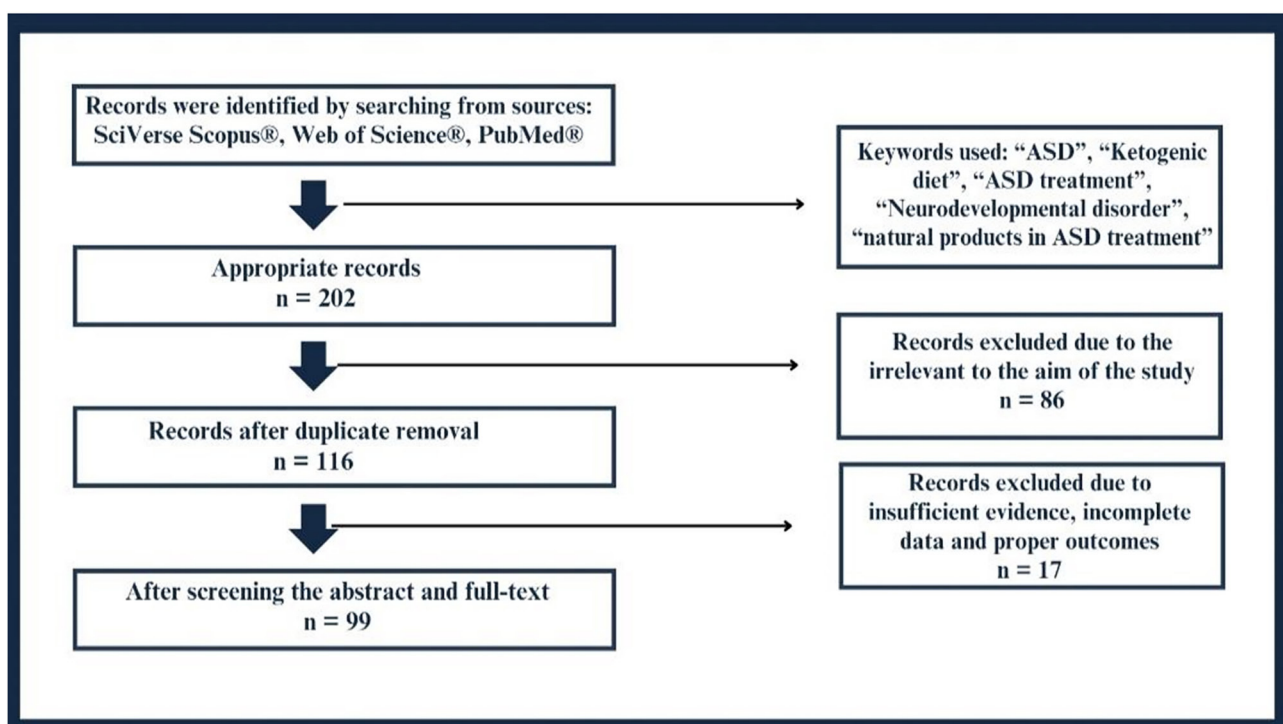 Records were identified by searching from sources:
SciVerse Scopus®, Web of Science®, PubMed®
Keywords used: “ASD”, “Ketogenic
diet”, “ASD treatment”,
“Neurodevelopmental disorder”,
“natural products in ASD treatment”
Appropriate records
n = 202
Records excluded due to the
irrelevant to the aim of the study
n = 86
Records after duplicate removal
n = 116
Records excluded due to
insufficient evidence, incomplete
data and proper outcomes
n = 17
After screening the abstract and full-text
n = 99